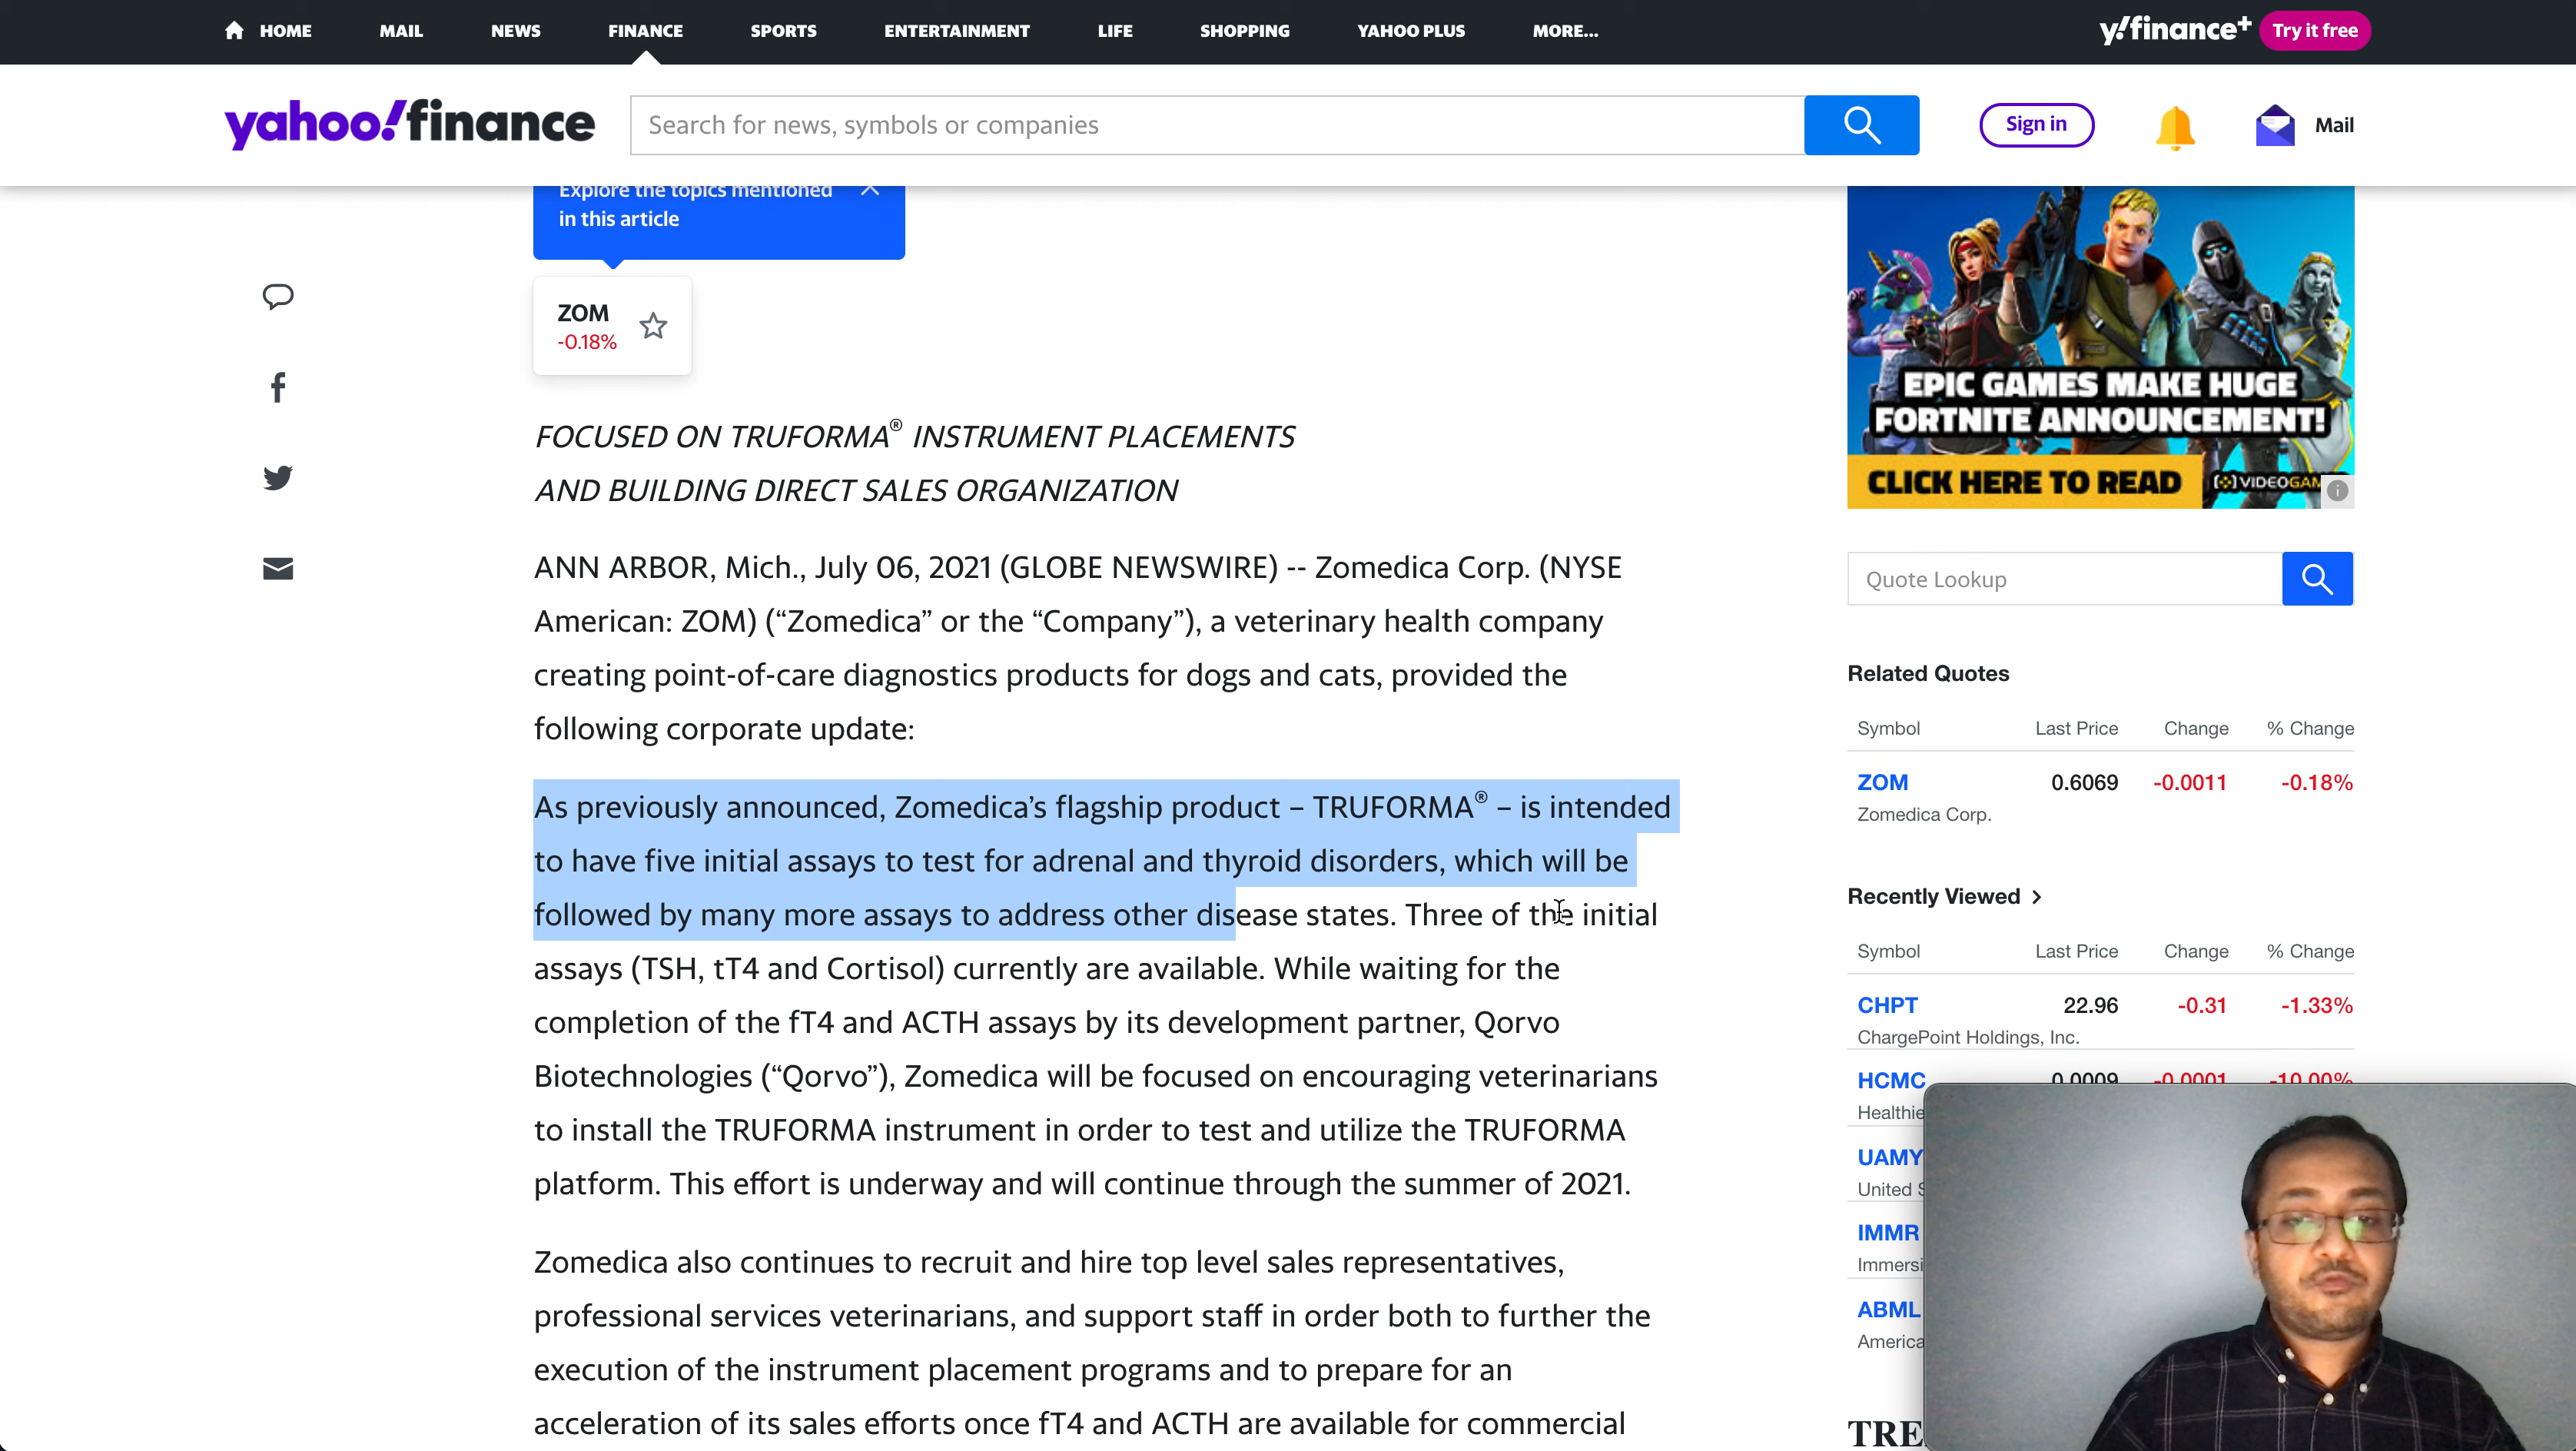 HOME MAIL NEWS FINANCE SPORTS ENTERTAINMENT LIFE SHOPPING YAHOO PLUS MORE... y!finance+ Try it free
yahoo!finance Search for news, symbols or companies Sign in Mail
Explore the topics mentioned
in this article
ZOM
-0.18%
FOCUSED ON TRUFORMA® INSTRUMENT PLACEMENTS
AND BUILDING DIRECT SALES ORGANIZATION
ANN ARBOR, Mich., July 06, 2021 (GLOBE NEWSWIRE) -- Zomedica Corp. (NYSE
American: ZOM) (“Zomedica” or the “Company”), a veterinary health company
creating point-of-care diagnostics products for dogs and cats, provided the
following corporate update:
As previously announced, Zomedica’s flagship product – TRUFORMA® – is intended
to have five initial assays to test for adrenal and thyroid disorders, which will be
followed by many more assays to address other disease states. Three of the initial
assays (TSH, tT4 and Cortisol) currently are available. While waiting for the
completion of the fT4 and ACTH assays by its development partner, Qorvo
Biotechnologies (“Qorvo”), Zomedica will be focused on encouraging veterinarians
to install the TRUFORMA instrument in order to test and utilize the TRUFORMA
platform. This effort is underway and will continue through the summer of 2021.
Zomedica also continues to recruit and hire top level sales representatives,
professional services veterinarians, and support staff in order both to further the
execution of the instrument placement programs and to prepare for an
acceleration of its sales efforts once fT4 and ACTH are available for commercial
EPIC GAMES MAKE HUGE
FORTNITE ANNOUNCEMENT!
CLICK HERE TO READ VIDEOGAM
Quote Lookup
Related Quotes
Symbol Last Price Change % Change
ZOM 0.6069 -0.0011 -0.18%
Zomedica Corp.
Recently Viewed
Symbol Last Price Change % Change
CHPT 22.96 -0.31 -1.33%
ChargePoint Holdings, Inc.
HCMC 0.0009 -0.0001 -10.00%
Healthie
UAMY
United S
IMMR
Immersi
ABML
America
TRE